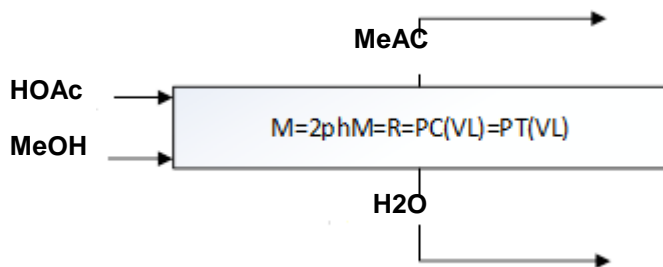 MeAC
HOAc
M=2phM=R=PC(VL)=PT(VL)
MeOH
H2O